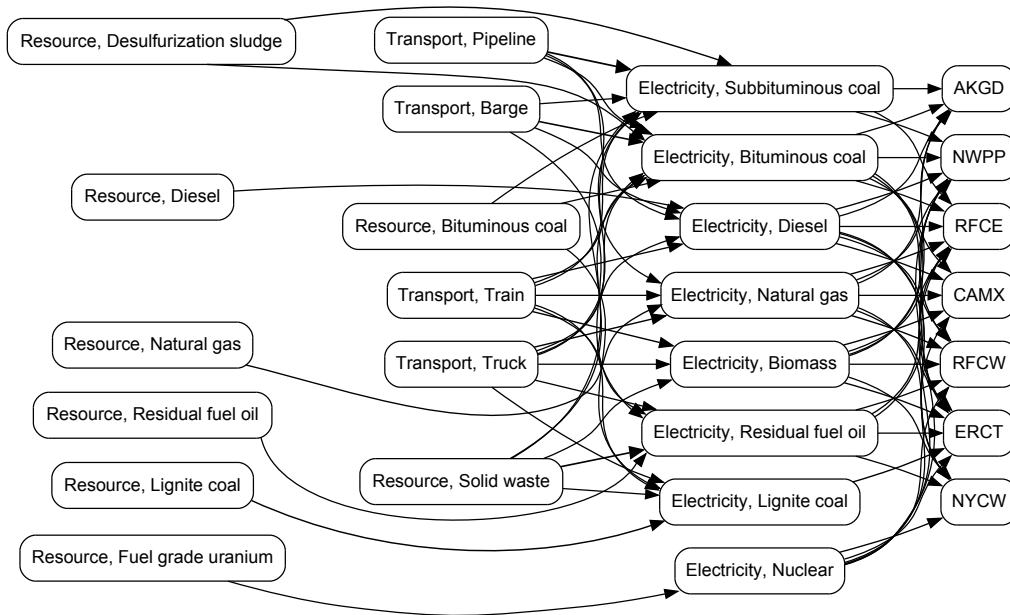 Resource, Desulfurization sludge
Resource, Diesel
Resource, Natural gas
Resource, Residual fuel oil
Resource, Lignite coal
Resource, Fuel grade uranium
Transport, Pipeline
Transport, Barge
Resource, Bituminous coal
Transport, Train
Transport, Truck
Resource, Solid waste
Electricity, Subbituminous coal
Electricity, Bituminous coal
Electricity, Diesel
Electricity, Natural gas
Electricity, Biomass
Electricity, Residual fuel oil
Electricity, Lignite coal
Electricity, Nuclear
AKGD
NWPP
RFCE
CAMX
RFCW
ERCT
NYCW